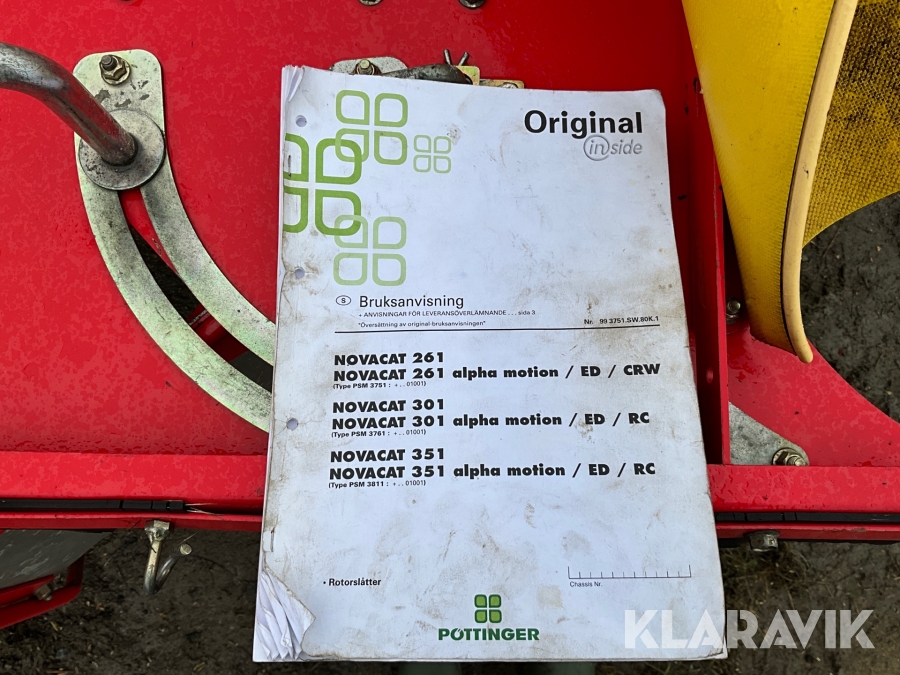 Original
inside
S Bruksanvisning
+ ANVISNINGAR FÖR LEVERANSÖVERLÄMNANDE . . . sida 3
"Översättning av original-bruksanvisningen"
Nr. 99 3751.SW.80K.1
NOVACAT 261
NOVACAT 261 alpha motion / ED / CRW
(Type PSM 3751 : + . . 01001)
NOVACAT 301
NOVACAT 301 alpha motion / ED / RC
(Type PSM 3761 : + . . 01001)
NOVACAT 351
NOVACAT 351 alpha motion / ED / RC
(Type PSM 3811 : + . . 01001)
• Rotorslåtter
Chassis Nr.
PÖTTINGER
KLARAVIK